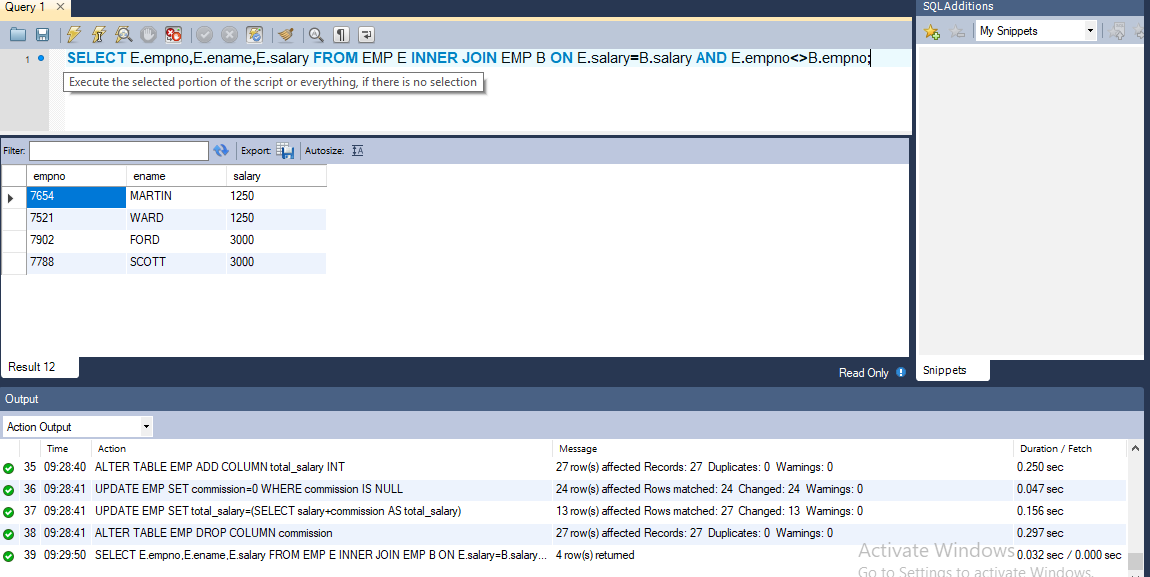 Query 1
SELECT E.empno,E.ename,E.salary FROM EMP E INNER JOIN EMP B ON E.salary=B.salary AND E.empno<>B.empno;
1
Execute the selected portion of the script or everything, if there is no selection
SQLAdditions
My Snippets
Filter: Export: Autosize:
empno ename salary
7654 MARTIN 1250
7521 WARD 1250
7902 FORD 3000
7788 SCOTT 3000
Result 12
Read Only
Snippets
Output
Action Output
Time Action Message Duration / Fetch
35 09:28:40 ALTER TABLE EMP ADD COLUMN total_salary INT 27 row(s) affected Records: 27 Duplicates: 0 Warnings: 0 0.250 sec
36 09:28:41 UPDATE EMP SET commission=0 WHERE commission IS NULL 24 row(s) affected Rows matched: 24 Changed: 24 Warnings: 0 0.047 sec
37 09:28:41 UPDATE EMP SET total_salary=(SELECT salary+commission AS total_salary) 13 row(s) affected Rows matched: 27 Changed: 13 Warnings: 0 0.156 sec
38 09:28:41 ALTER TABLE EMP DROP COLUMN commission 27 row(s) affected Records: 27 Duplicates: 0 Warnings: 0 0.297 sec
39 09:29:50 SELECT E.empno,E.ename,E.salary FROM EMP E INNER JOIN EMP B ON E.salary=B.salary... 4 row(s) returned 0.032 sec / 0.000 sec
Activate Windows
Go to Settings to activate Windows.